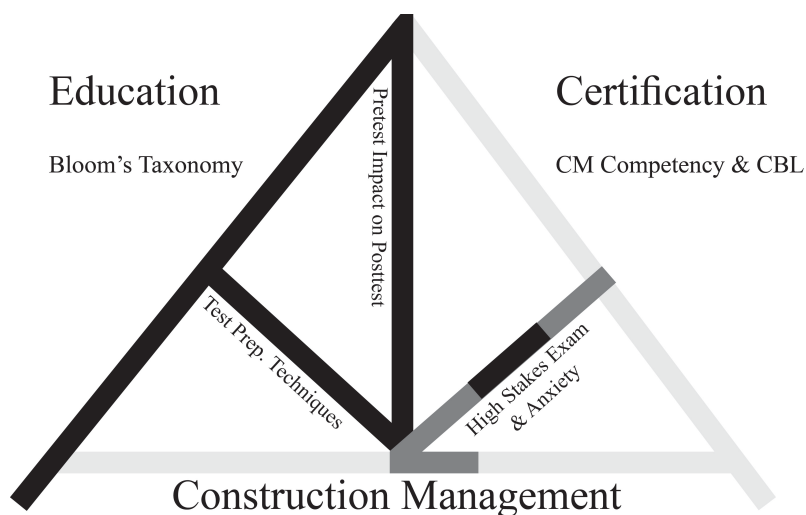 Education
Certification
Bloom’s Taxonomy
CM Competency & CBL
Pretest Impact on Posttest
Test Prep. Techniques
High Stakes Exam
& Anxiety
Construction Management